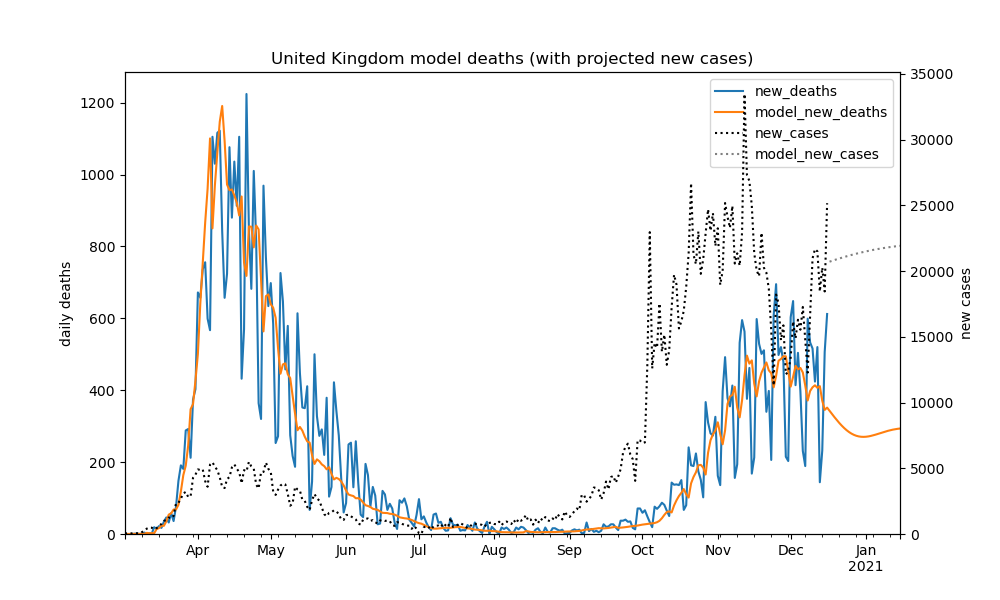 United Kingdom model deaths (with projected new cases)
new_deaths
model_new_deaths
new_cases
model_new_cases
daily deaths
1200
1000
800
600
400
200
0
35000
30000
25000
20000
15000
10000
5000
0
new cases
Apr May Jun Jul Aug Sep Oct Nov Dec Jan
2021